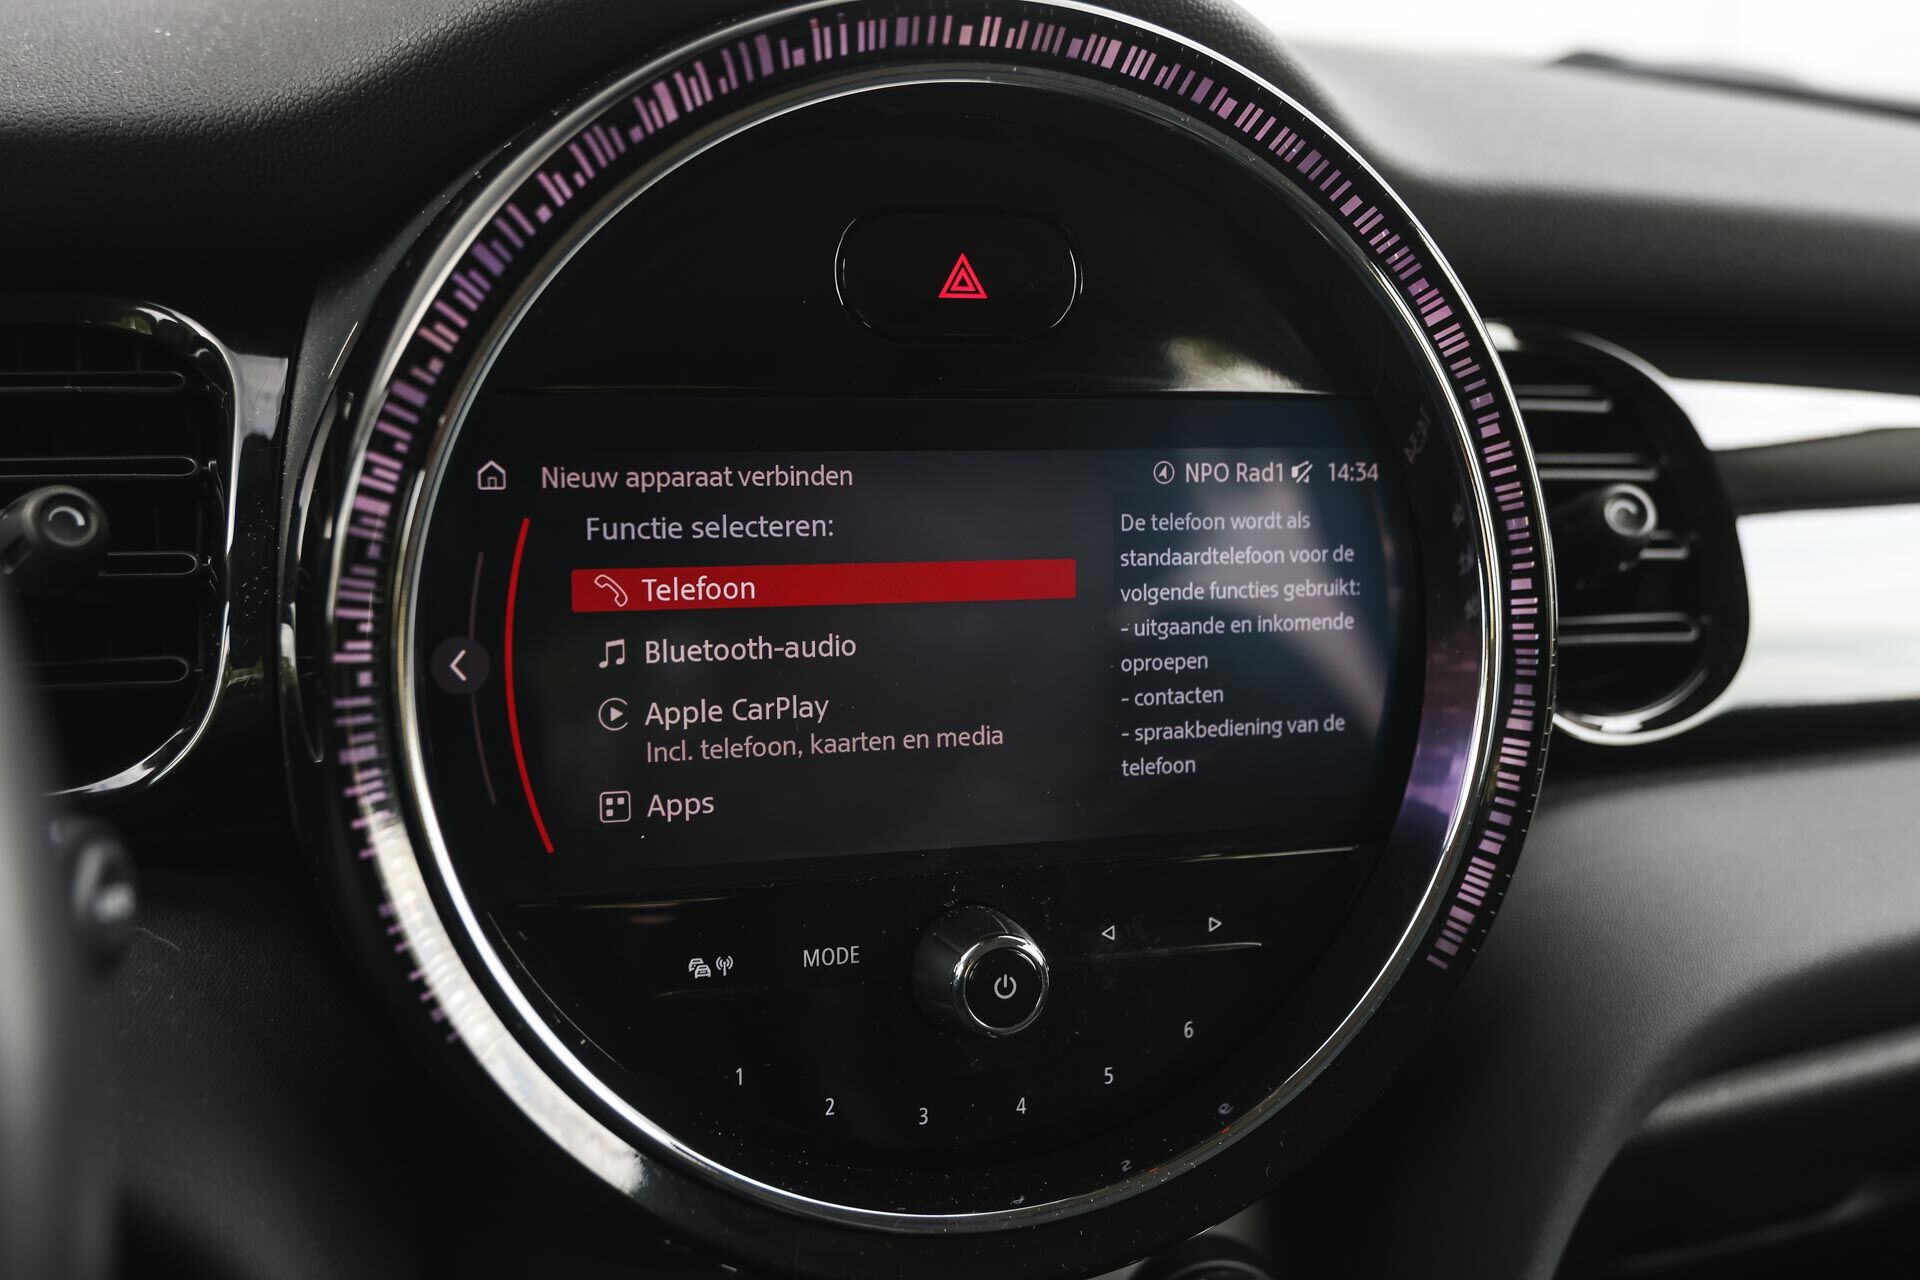 Nieuw apparaat verbinden
NPO Rad1 14:34
Functie selecteren:
Telefoon
Bluetooth-audio
Apple CarPlay
Incl. telefoon, kaarten en media
Apps
De telefoon wordt als
standaardtelefoon voor de
volgende functies gebruikt:
- uitgaande en inkomende
oproepen
- contacten
- spraakbediening van de
telefoon
MODE
1
2
3
4
5
6